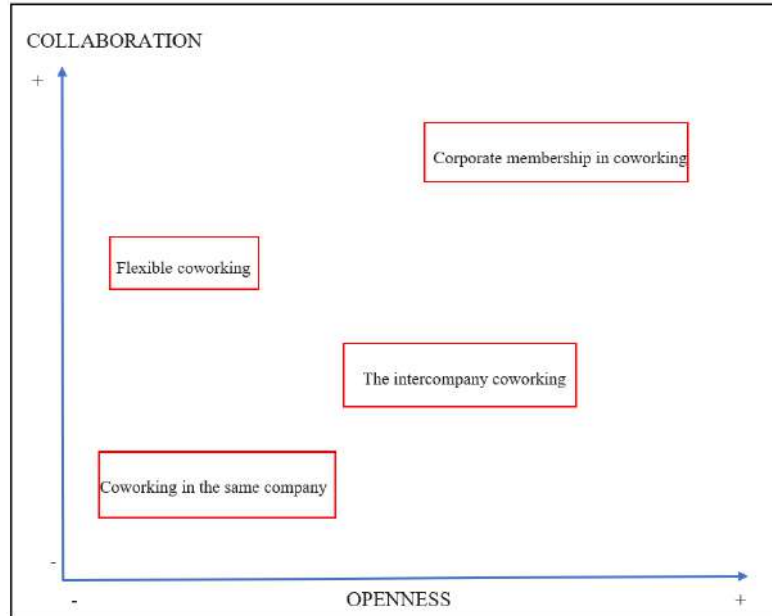 COLLABORATION
+
Corporate membership in coworking
Flexible coworking
The intercompany coworking
Coworking in the same company
-
- OPENNESS +